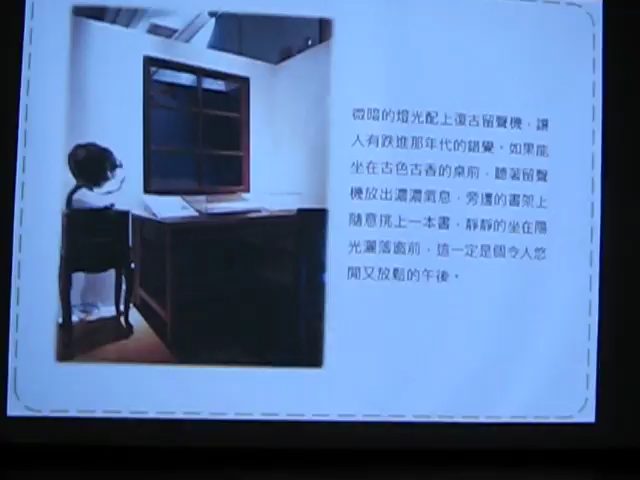 微暗的燈光配上復古留聲機，讓
人有跌進那年代的錯覺。如果能
坐在古色古香的桌前，聽著留聲
機放出濃濃氣息，旁邊的書架上
隨意挑上一本書，靜靜的坐在陽
光灑落窗前，這一定是個令人悠
閒又放鬆的午後。